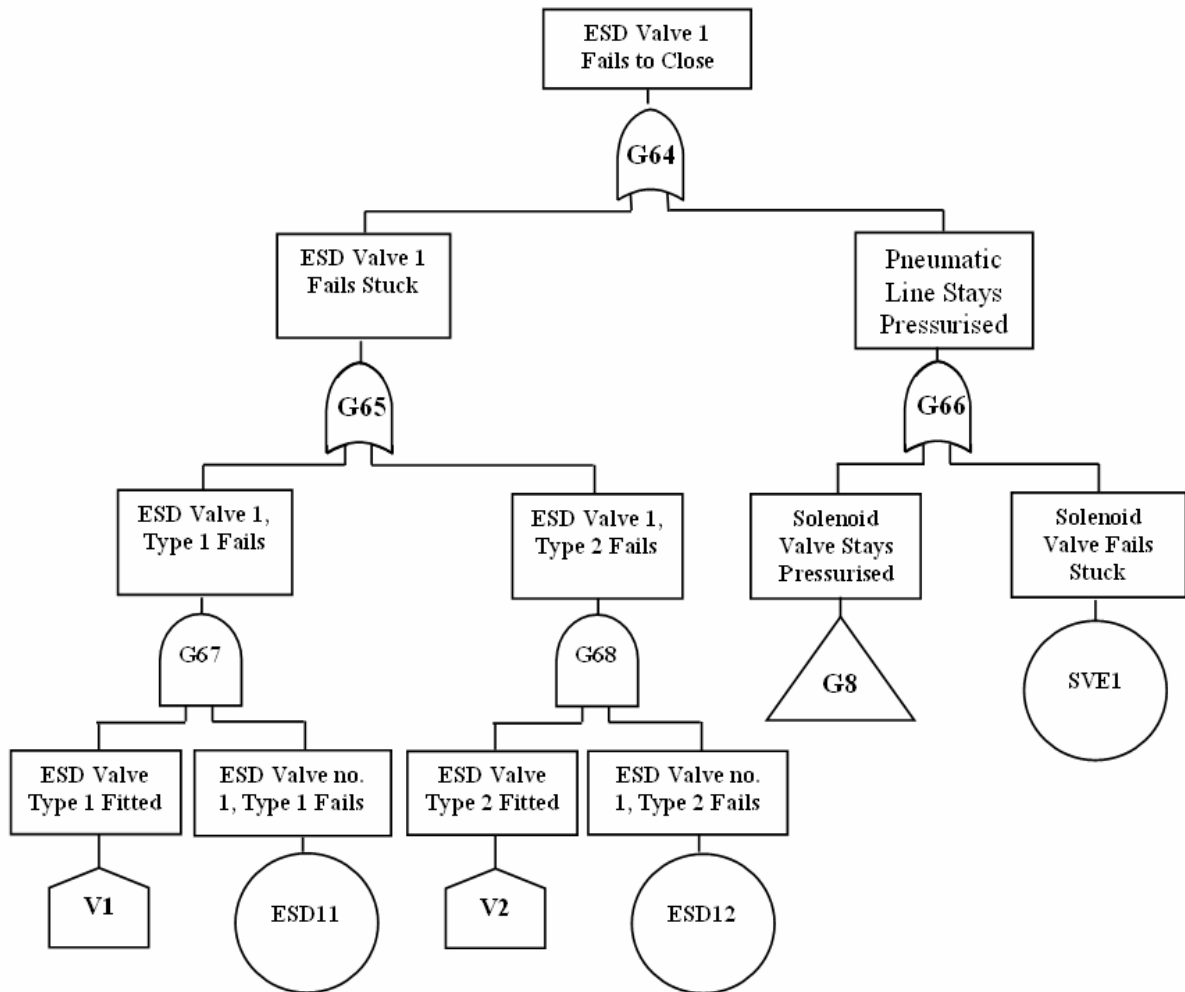 ESD Valve 1
Fails to Close
G64
ESD Valve 1
Fails Stuck
Pneumatic
Line Stays
Pressurised
G65
G66
ESD Valve 1,
Type 1 Fails
ESD Valve 1,
Type 2 Fails
Solenoid
Valve Stays
Pressurised
Solenoid
Valve Fails
Stuck
G67
G68
G8
SVE1
ESD Valve
Type 1 Fitted
ESD Valve no.
1, Type 1 Fails
ESD Valve
Type 2 Fitted
ESD Valve no.
1, Type 2 Fails
V1
ESD11
V2
ESD12